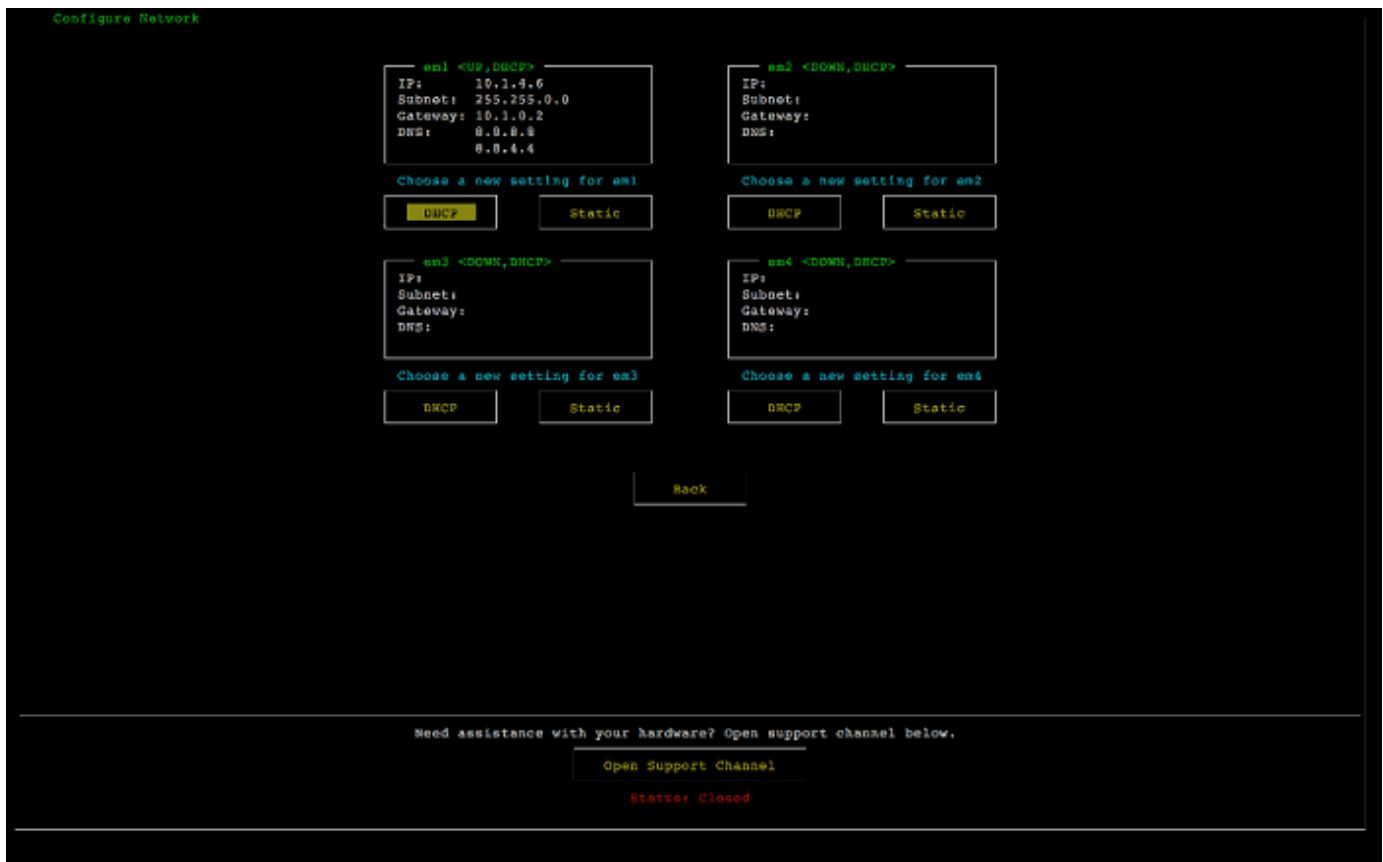 Configure Network
em1 <UP,DHCP>
IP: 10.1.4.6
Subnet: 255.255.0.0
Gateway: 10.1.0.2
DNS: 8.8.8.8
8.8.4.4
Choose a new setting for em1
DHCP Static
em2 <DOWN,DHCP>
IP:
Subnet:
Gateway:
DNS:
Choose a new setting for em2
DHCP Static
em3 <DOWN,DHCP>
IP:
Subnet:
Gateway:
DNS:
Choose a new setting for em3
DHCP Static
em4 <DOWN,DHCP>
IP:
Subnet:
Gateway:
DNS:
Choose a new setting for em4
DHCP Static
Back
Need assistance with your hardware? Open support channel below.
Open Support Channel
Status: Closed